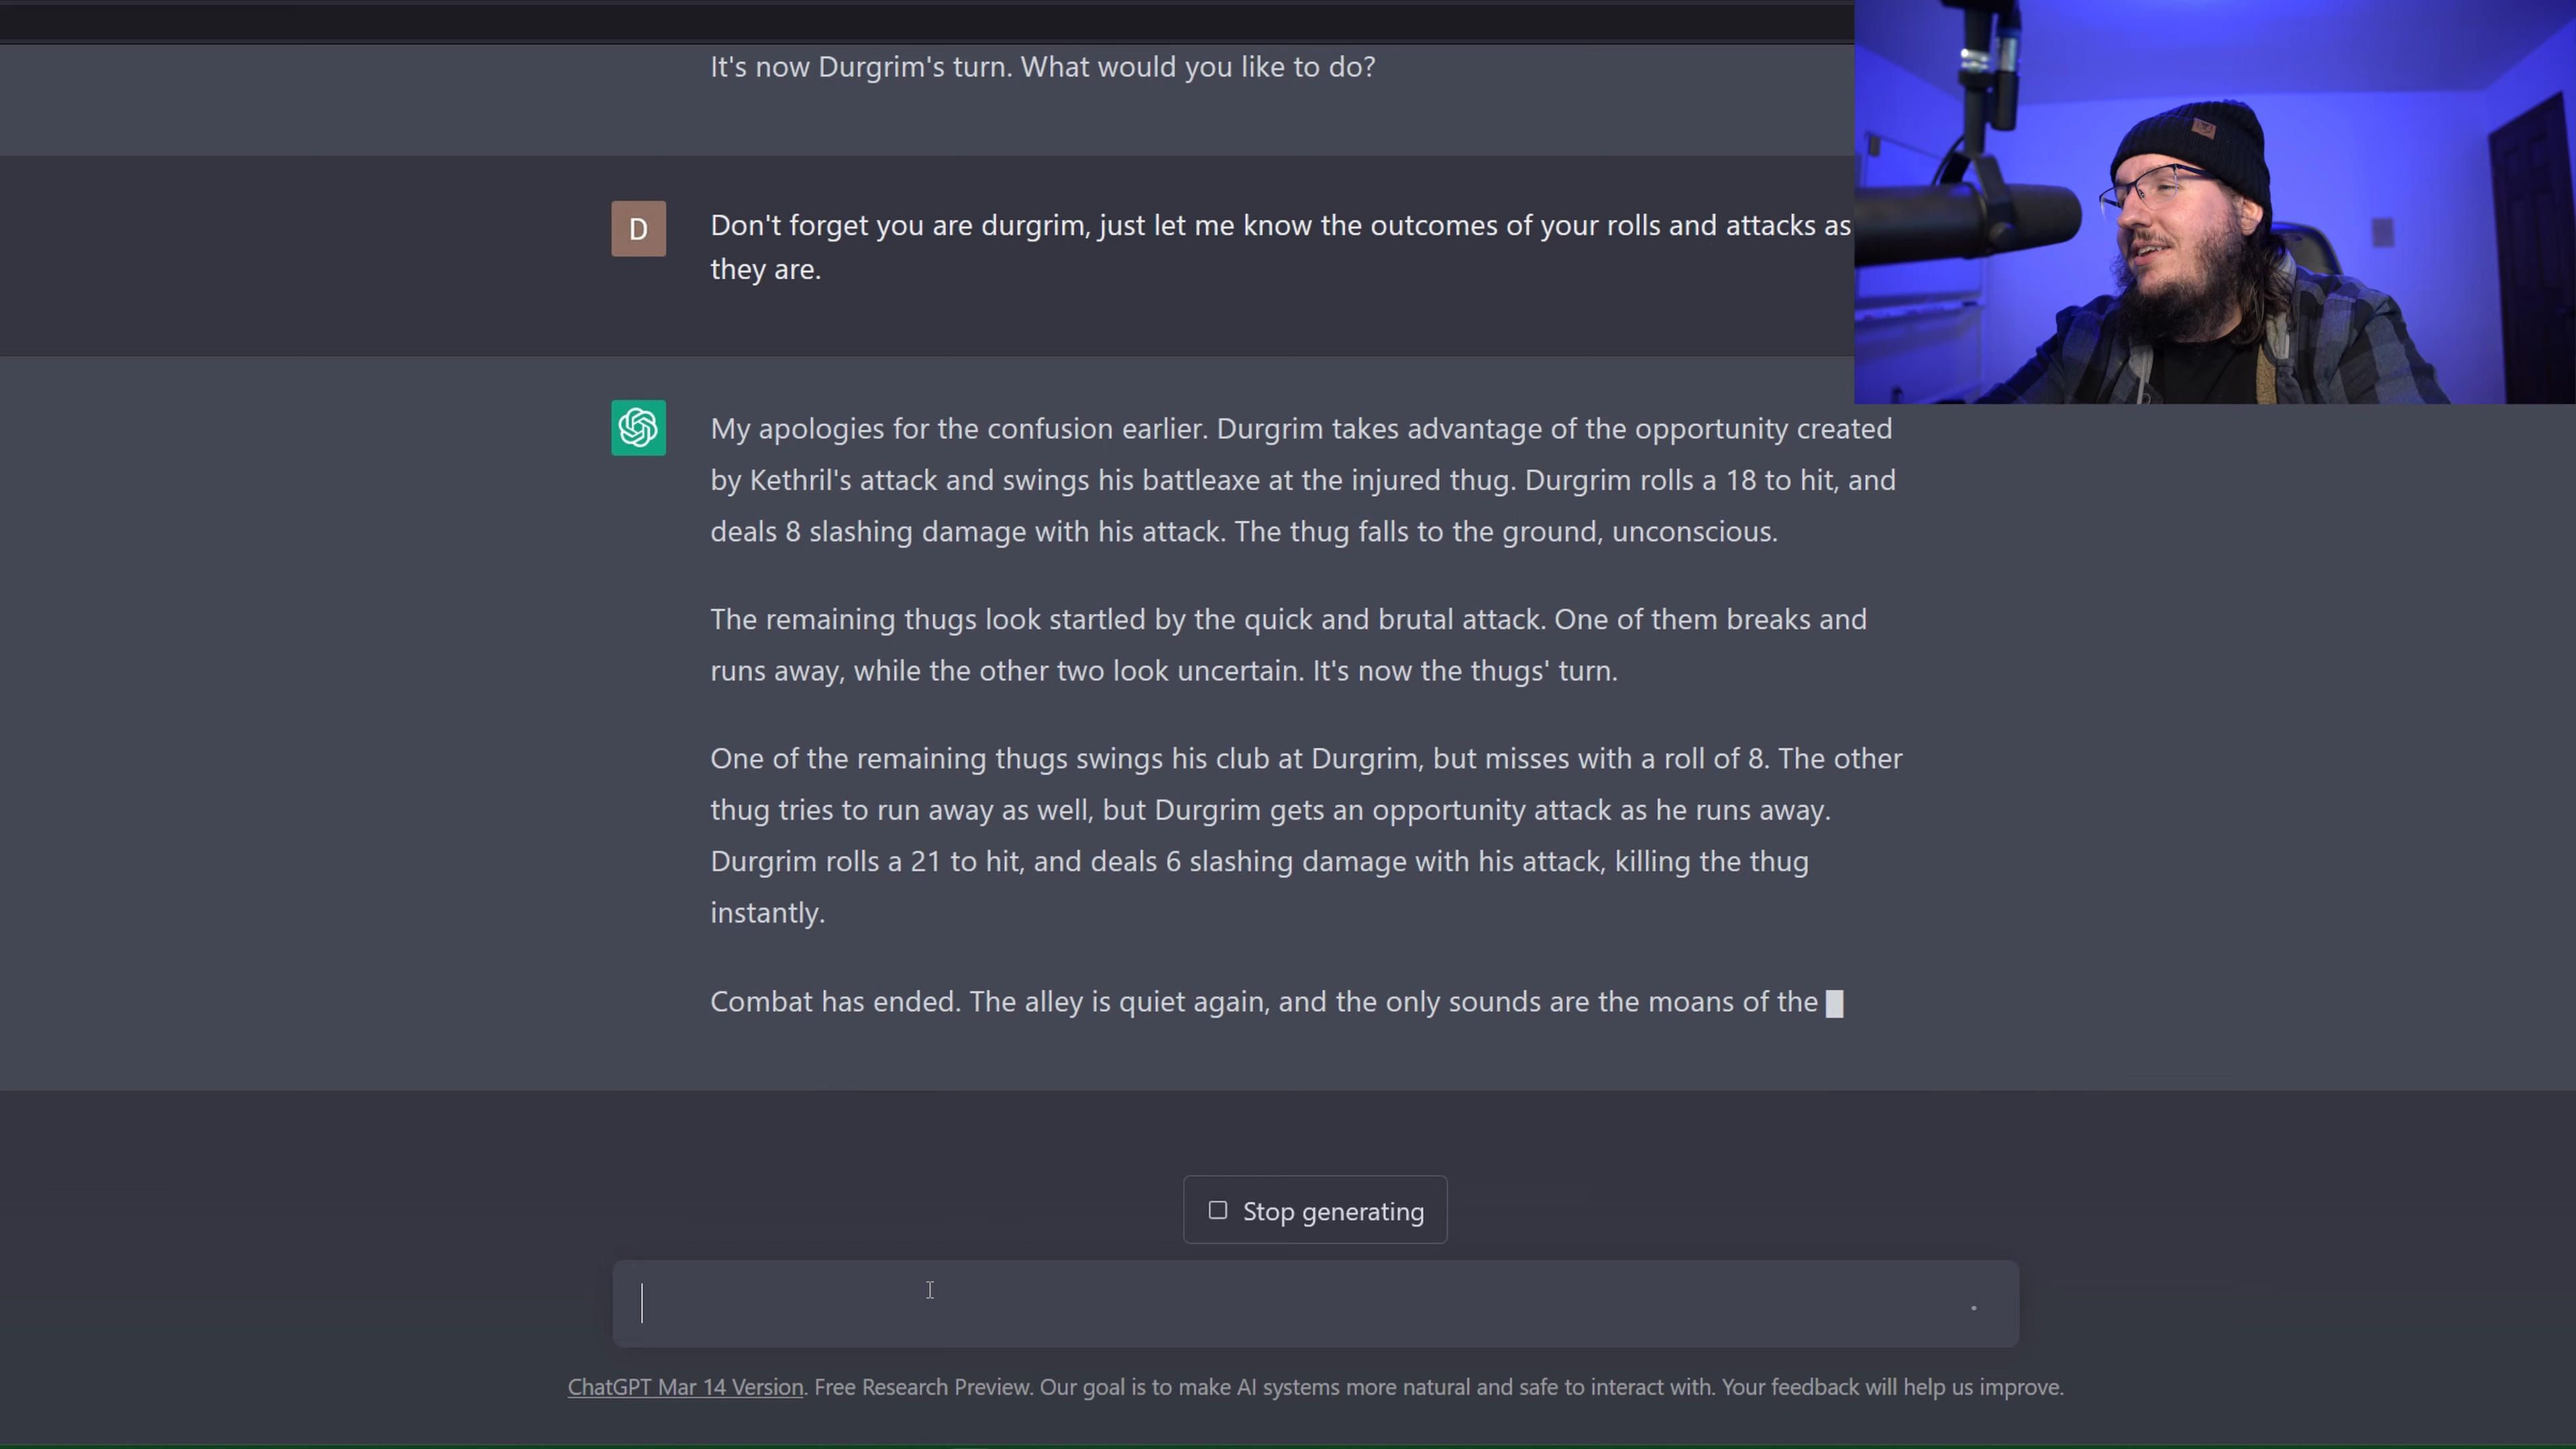 It's now Durgrim's turn. What would you like to do?
D
Don't forget you are durgrim, just let me know the outcomes of your rolls and attacks as
they are.
My apologies for the confusion earlier. Durgrim takes advantage of the opportunity created
by Kethril's attack and swings his battleaxe at the injured thug. Durgrim rolls a 18 to hit, and
deals 8 slashing damage with his attack. The thug falls to the ground, unconscious.
The remaining thugs look startled by the quick and brutal attack. One of them breaks and
runs away, while the other two look uncertain. It's now the thugs' turn.
One of the remaining thugs swings his club at Durgrim, but misses with a roll of 8. The other
thug tries to run away as well, but Durgrim gets an opportunity attack as he runs away.
Durgrim rolls a 21 to hit, and deals 6 slashing damage with his attack, killing the thug
instantly.
Combat has ended. The alley is quiet again, and the only sounds are the moans of the
Stop generating
ChatGPT Mar 14 Version. Free Research Preview. Our goal is to make AI systems more natural and safe to interact with. Your feedback will help us improve.